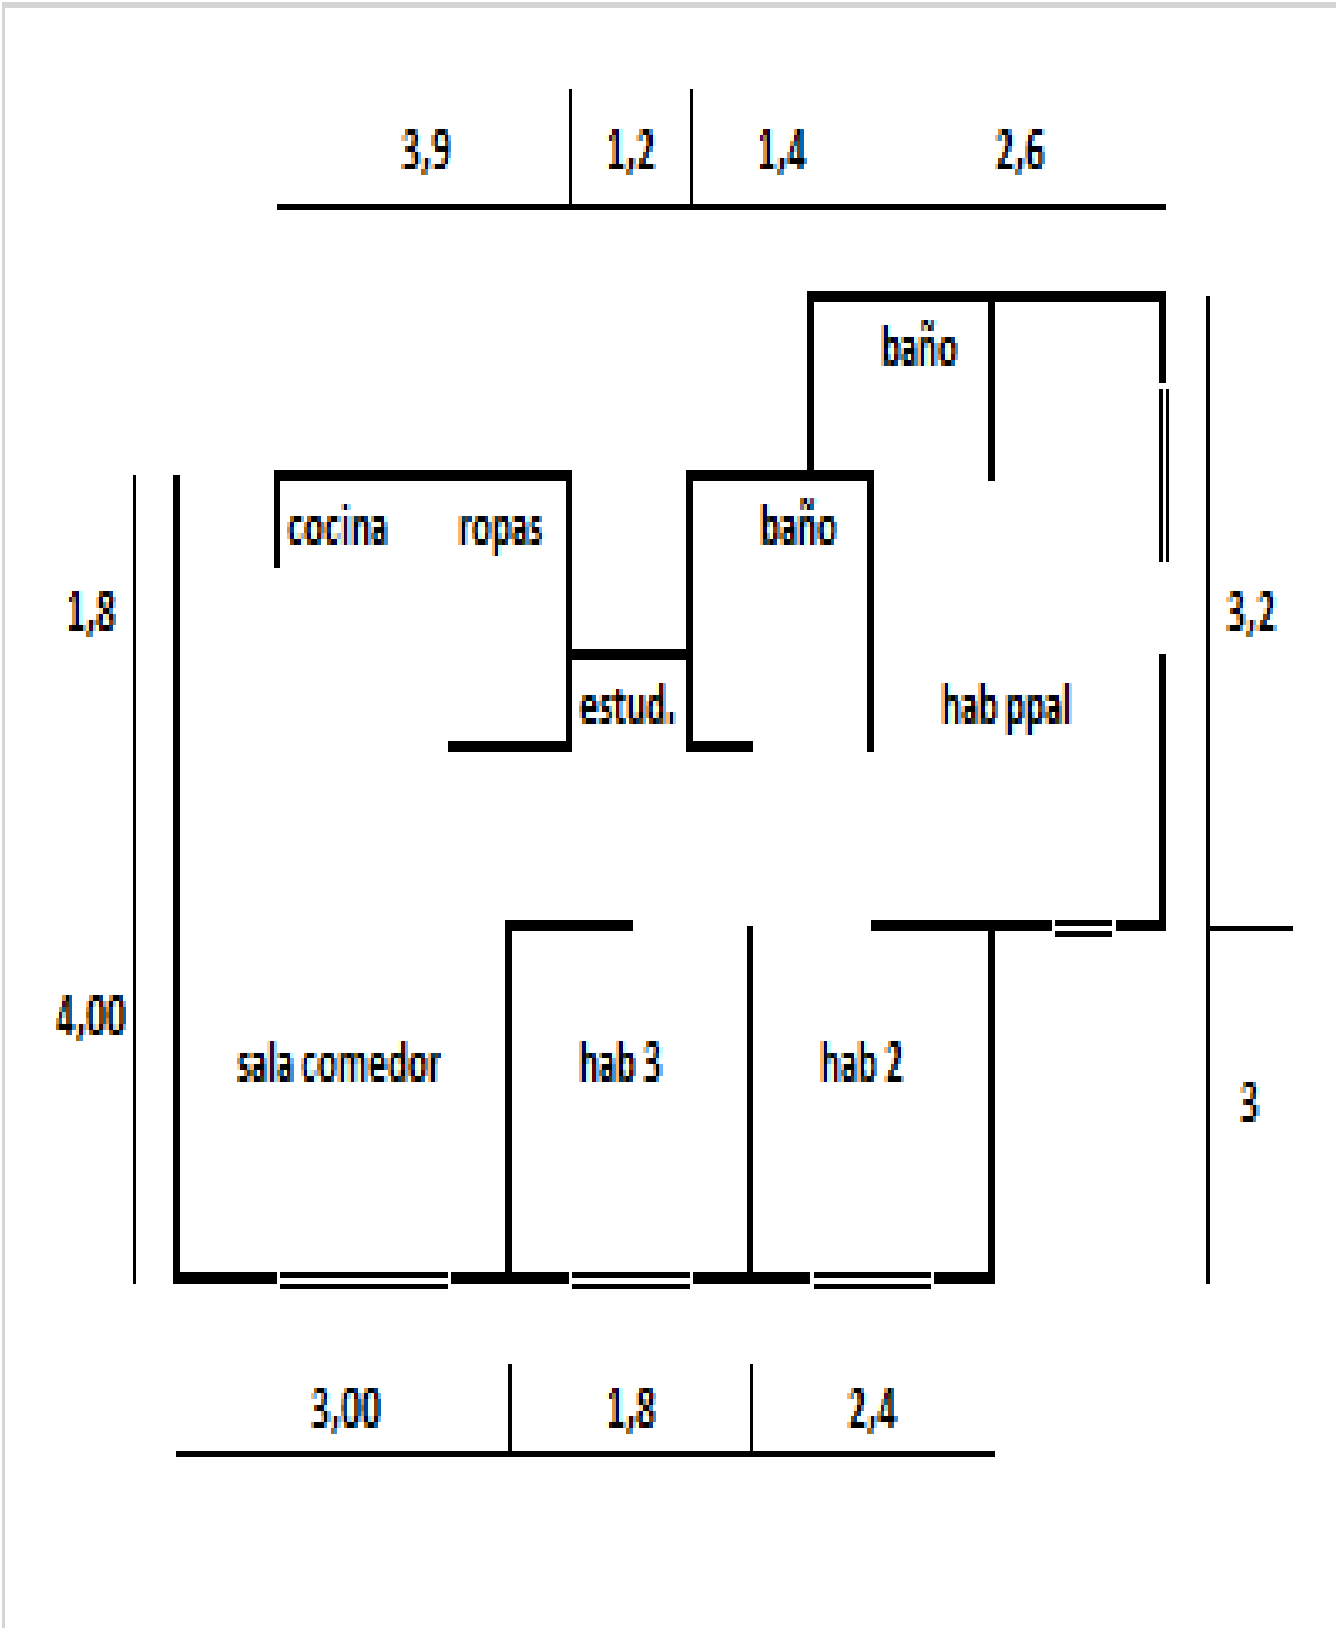 3,9 1,2 1,4 2,6
baño
cocina ropas baño
1,8 3,2
estud. hab ppal
4,00
sala comedor hab 3 hab 2
3
3,00 1,8 2,4